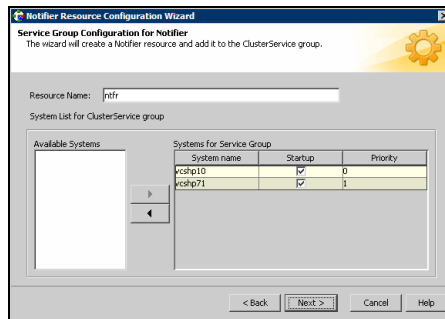 Notifier Resource Configuration Wizard
Service Group Configuration for Notifier
The wizard will create a Notifier resource and add it to the ClusterService group.
Resource Name: ntfr
System List for ClusterService group
Available Systems
Systems for Service Group
System name Startup Priority
vcshp10 0
vcshp71 1
< Back Next > Cancel Help